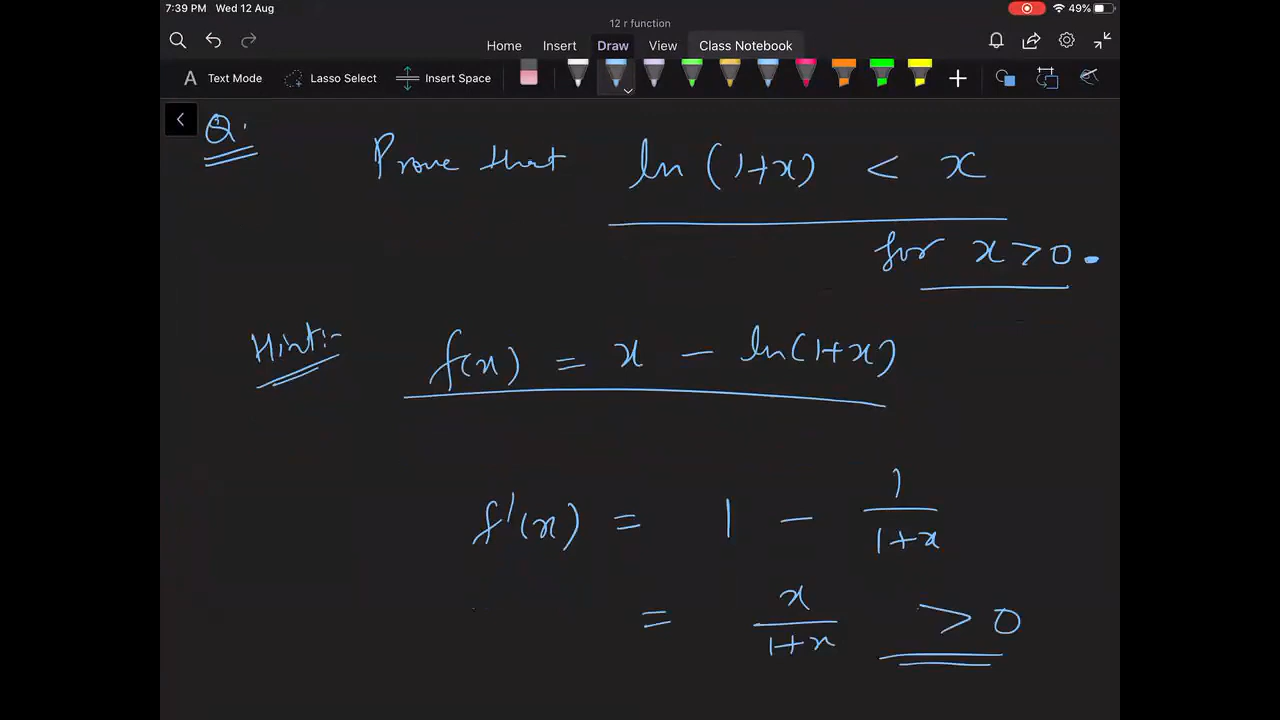 7:39 PM Wed 12 Aug
49%
12 r function
Home Insert Draw View Class Notebook
A Text Mode Lasso Select Insert Space
Q. Prove that ln(1+x) < x
for x>0.
Hint:- f(x) = x - ln(1+x)
f'(x) = 1 - 1/(1+x)
= x/(1+x) > 0